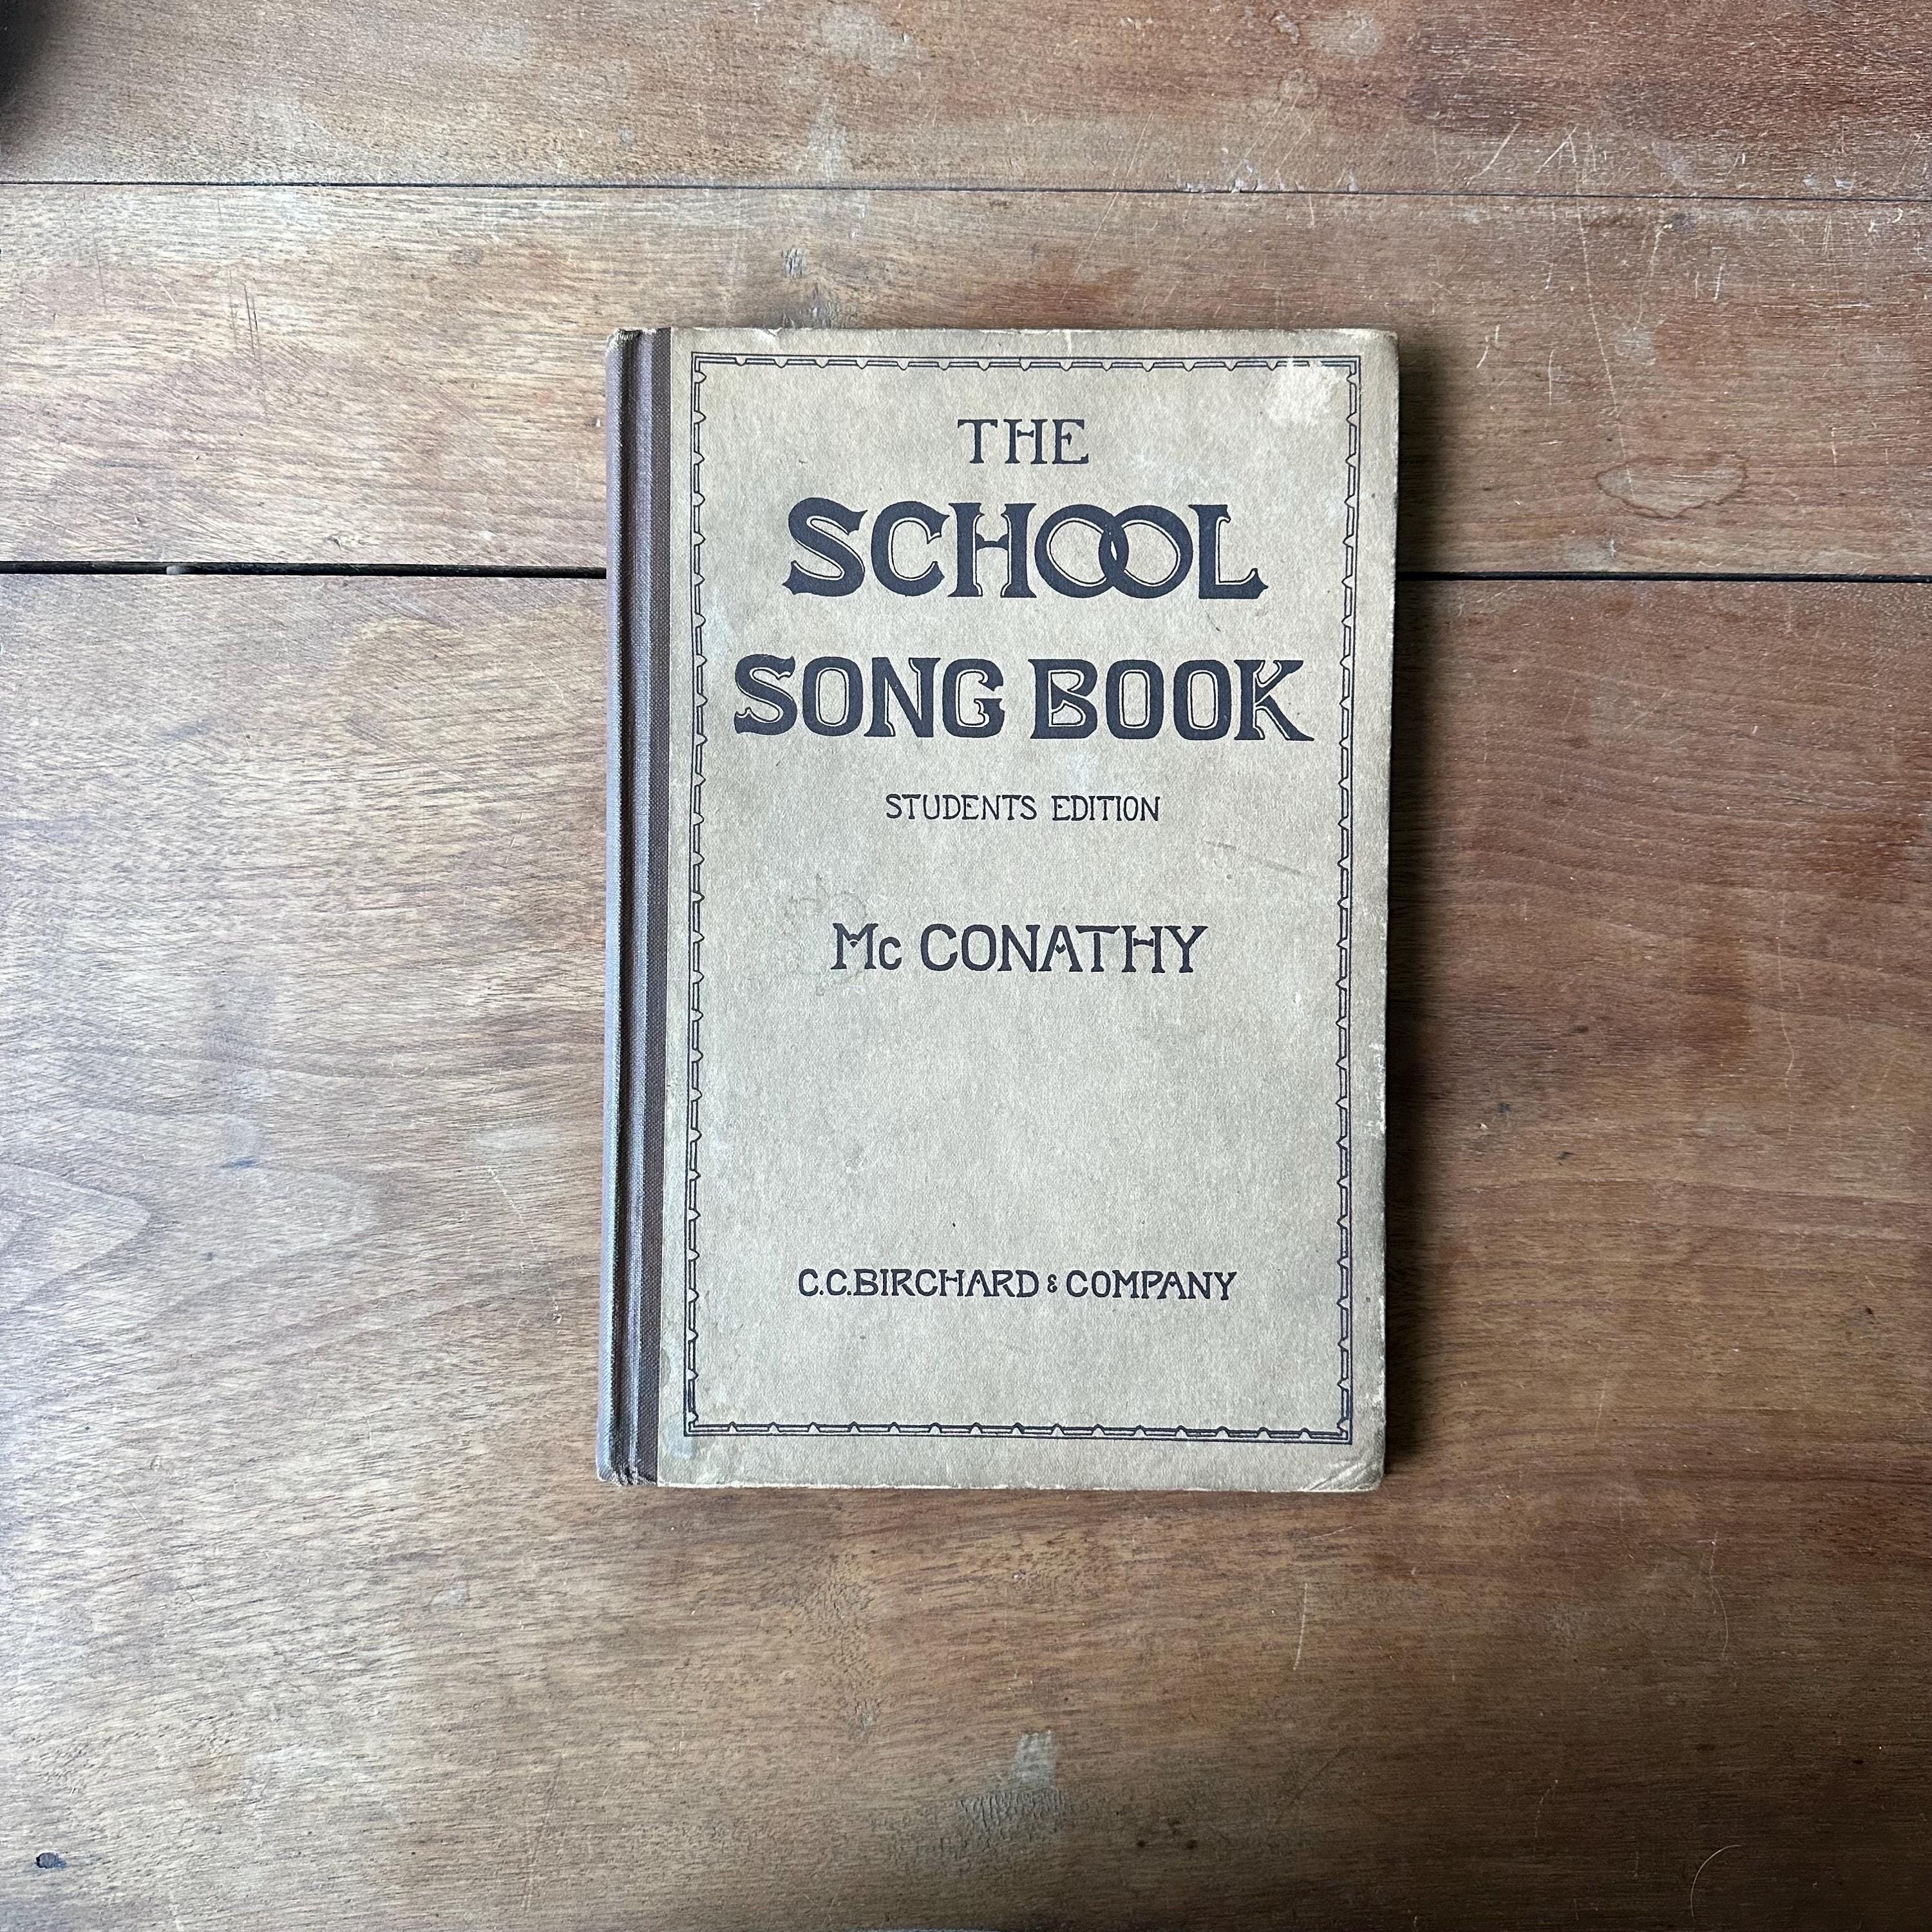 THE
SCHOOL
SONG BOOK
STUDENTS EDITION
Mc CONATHY
C.C. BIRCHARD & COMPANY